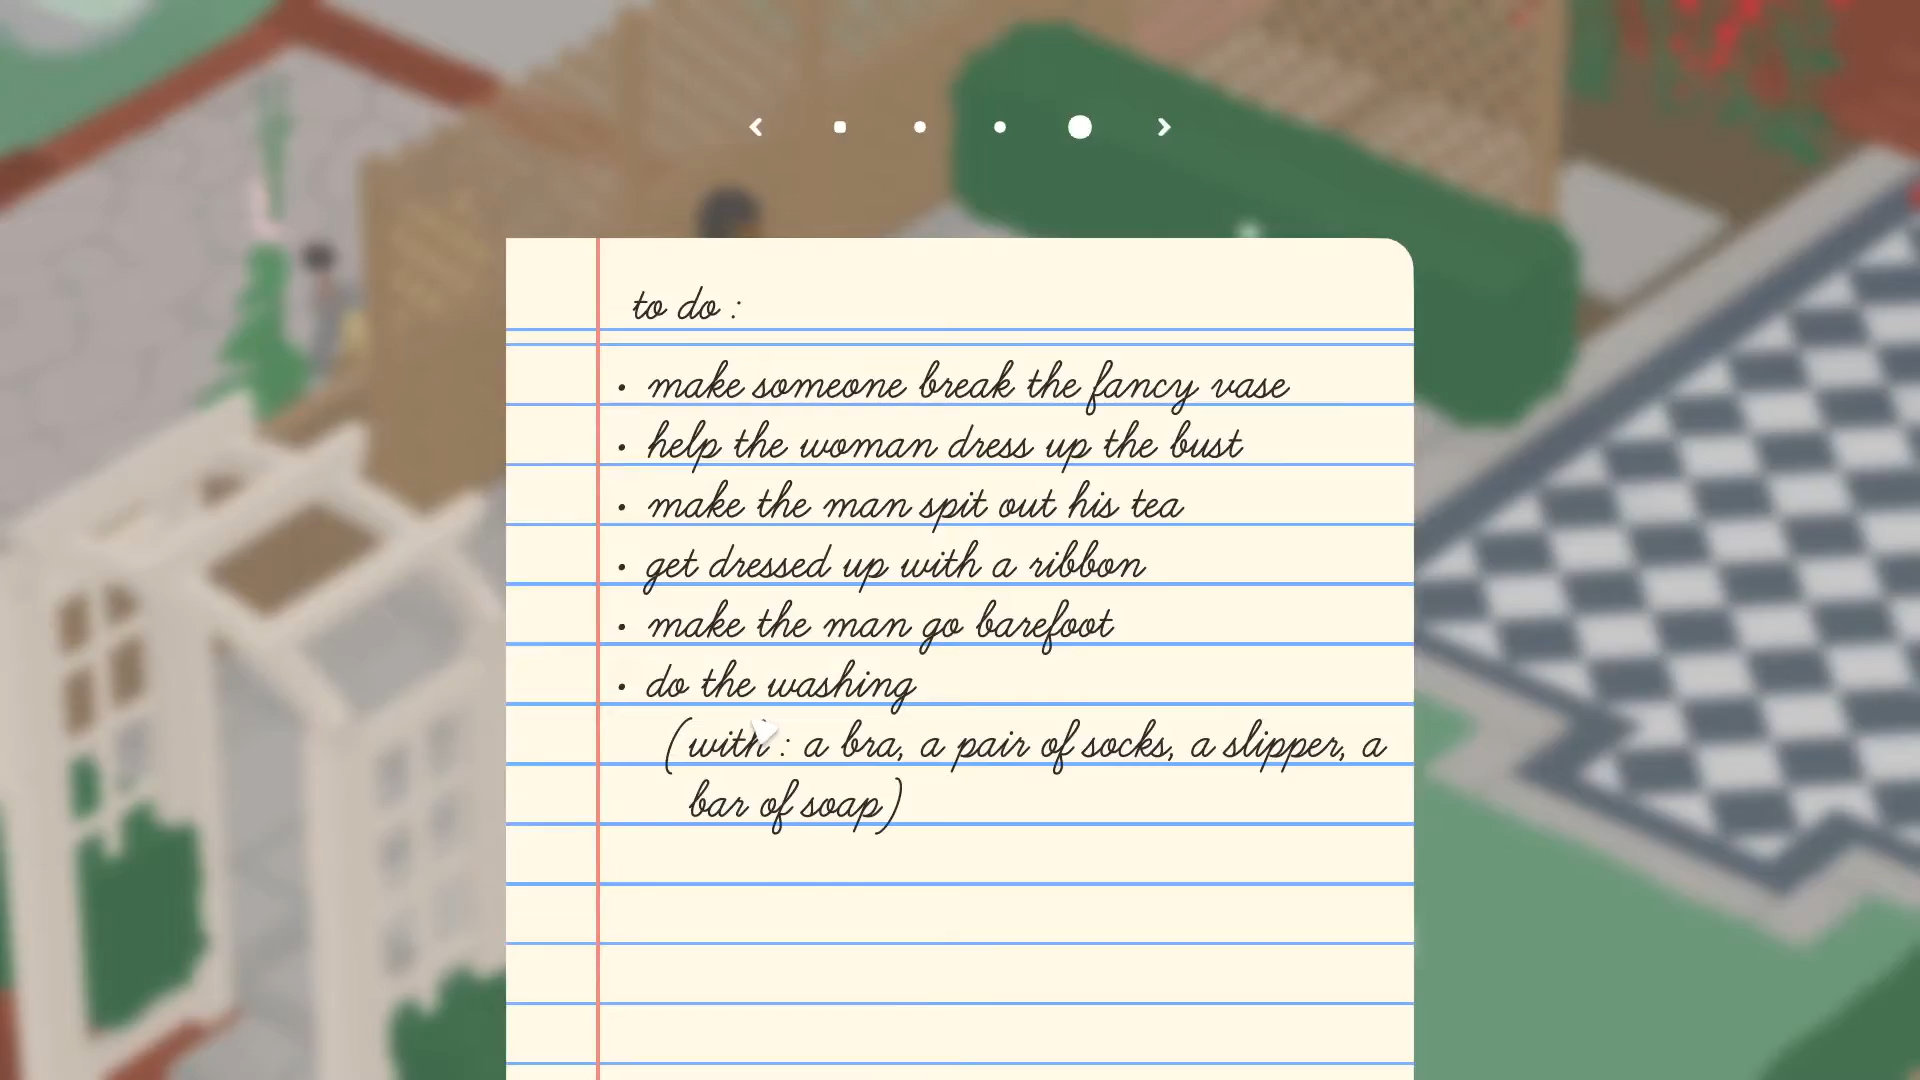 to do :
• make someone break the fancy vase
• help the woman dress up the bust
• make the man spit out his tea
• get dressed up with a ribbon
• make the man go barefoot
• do the washing
(with : a bra, a pair of socks, a slipper, a
bar of soap)